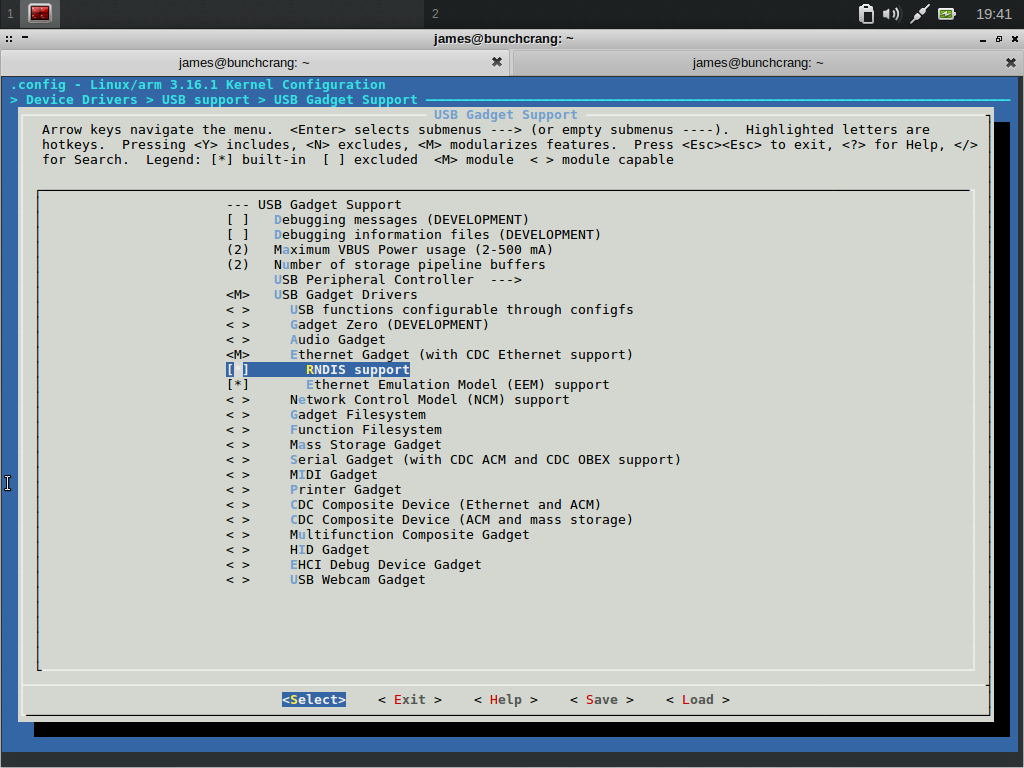 1 2 19:41
james@bunchcrang: ~
james@bunchcrang: ~ james@bunchcrang: ~
.config - Linux/arm 3.16.1 Kernel Configuration
> Device Drivers > USB support > USB Gadget Support
USB Gadget Support
Arrow keys navigate the menu.  <Enter> selects submenus ---> (or empty submenus ----).  Highlighted letters are
hotkeys.  Pressing <Y> includes, <N> excludes, <M> modularizes features.  Press <Esc><Esc> to exit, <?> for Help, </>
for Search.  Legend: [*] built-in  [ ] excluded  <M> module  < > module capable
--- USB Gadget Support
[ ]   Debugging messages (DEVELOPMENT)
[ ]   Debugging information files (DEVELOPMENT)
(2)   Maximum VBUS Power usage (2-500 mA)
(2)   Number of storage pipeline buffers
USB Peripheral Controller  --->
<M>   USB Gadget Drivers
< >     USB functions configurable through configfs
< >     Gadget Zero (DEVELOPMENT)
< >     Audio Gadget
<M>     Ethernet Gadget (with CDC Ethernet support)
[ ]       RNDIS support
[*]       Ethernet Emulation Model (EEM) support
< >     Network Control Model (NCM) support
< >     Gadget Filesystem
< >     Function Filesystem
< >     Mass Storage Gadget
< >     Serial Gadget (with CDC ACM and CDC OBEX support)
< >     MIDI Gadget
< >     Printer Gadget
< >     CDC Composite Device (Ethernet and ACM)
< >     CDC Composite Device (ACM and mass storage)
< >     Multifunction Composite Gadget
< >     HID Gadget
< >     EHCI Debug Device Gadget
< >     USB Webcam Gadget
<Select>    < Exit >    < Help >    < Save >    < Load >